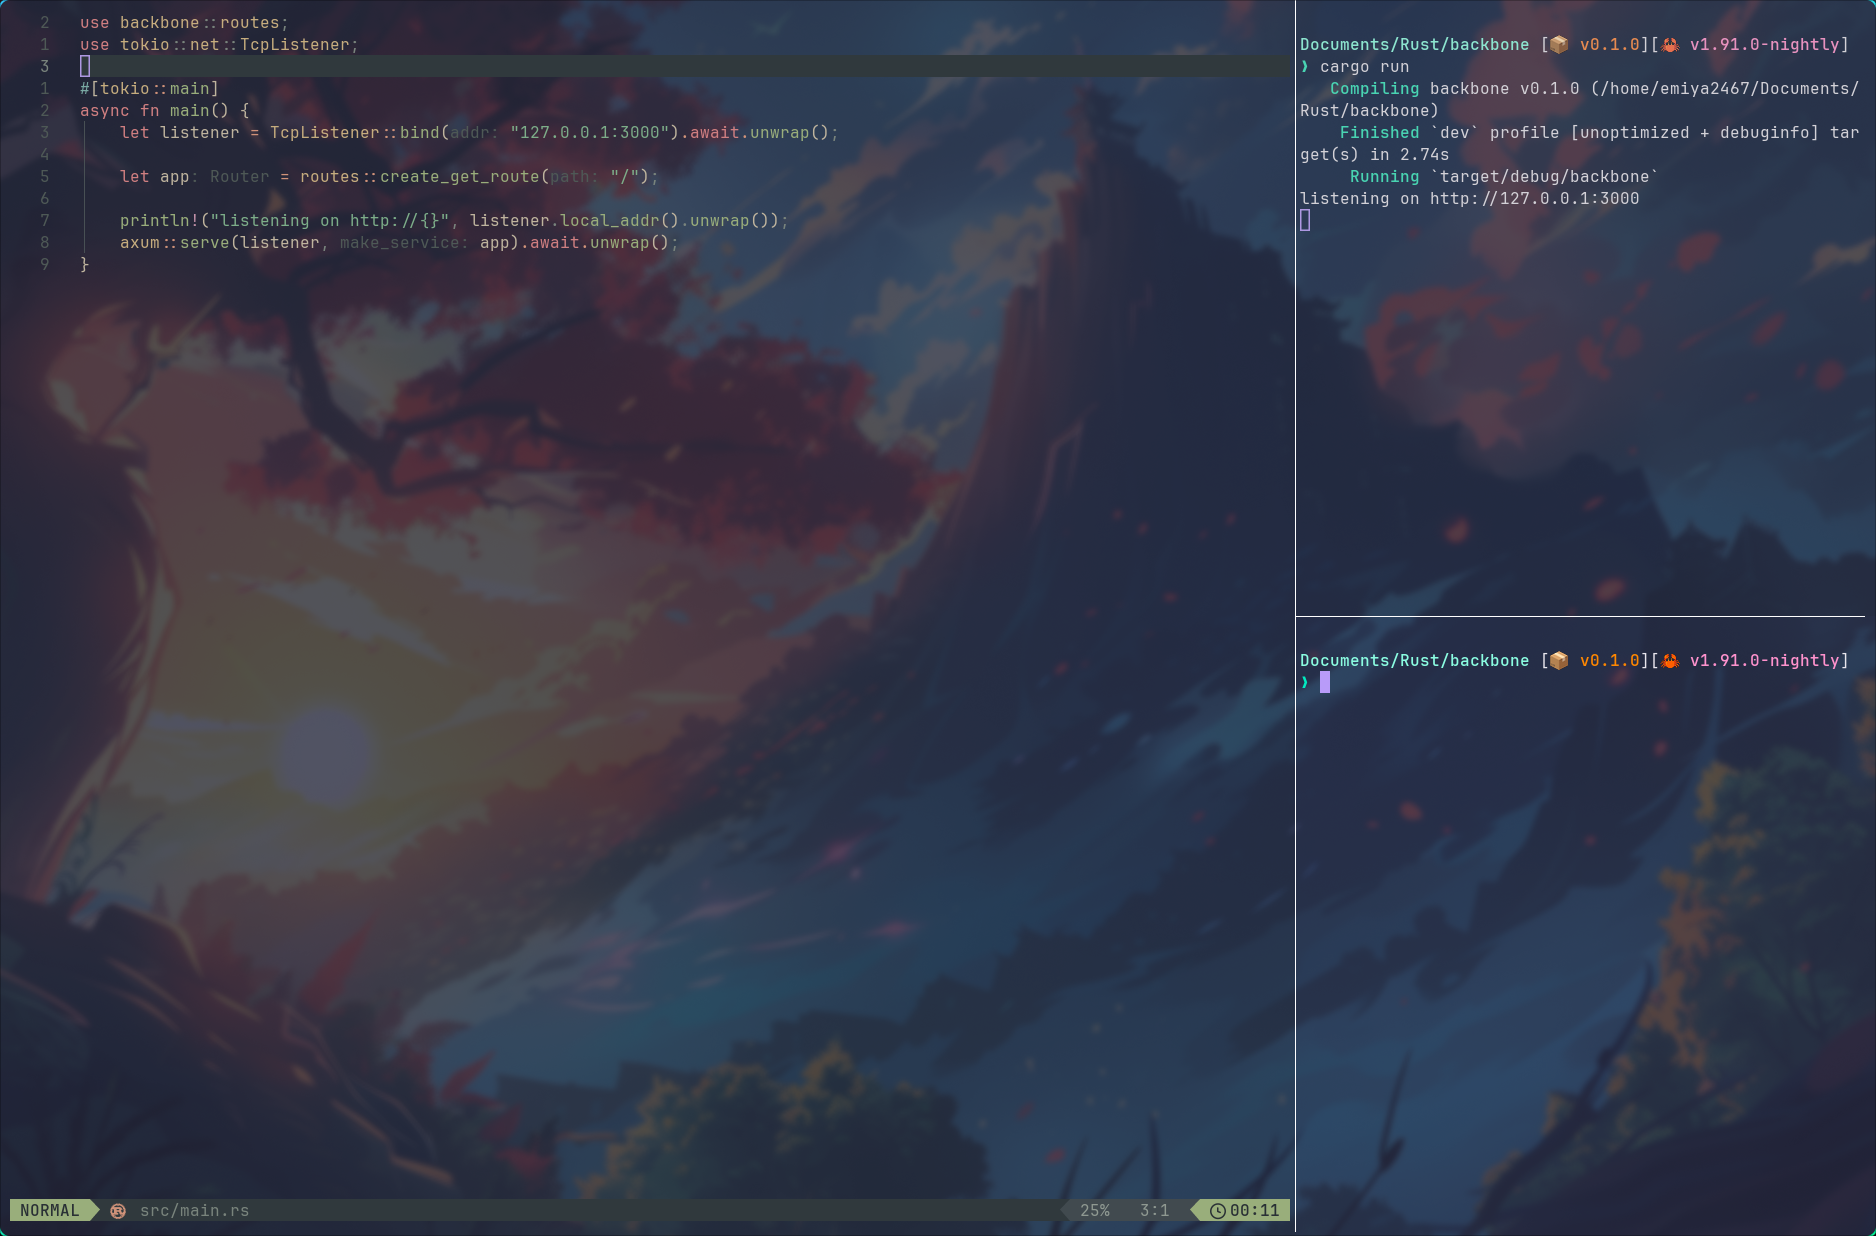 2 use backbone::routes;
1 use tokio::net::TcpListener;
3
1 #[tokio::main]
2 async fn main() {
3     let listener = TcpListener::bind(addr: "127.0.0.1:3000").await.unwrap();
4
5     let app: Router = routes::create_get_route(path: "/");
6
7     println!("listening on http://{}", listener.local_addr().unwrap());
8     axum::serve(listener, make_service: app).await.unwrap();
9 }
NORMAL src/main.rs 25% 3:1 00:11
Documents/Rust/backbone [📦 v0.1.0][🦀 v1.91.0-nightly]
❯ cargo run
   Compiling backbone v0.1.0 (/home/emiya2467/Documents/
Rust/backbone)
    Finished `dev` profile [unoptimized + debuginfo] tar
get(s) in 2.74s
     Running `target/debug/backbone`
listening on http://127.0.0.1:3000
Documents/Rust/backbone [📦 v0.1.0][🦀 v1.91.0-nightly]
❯